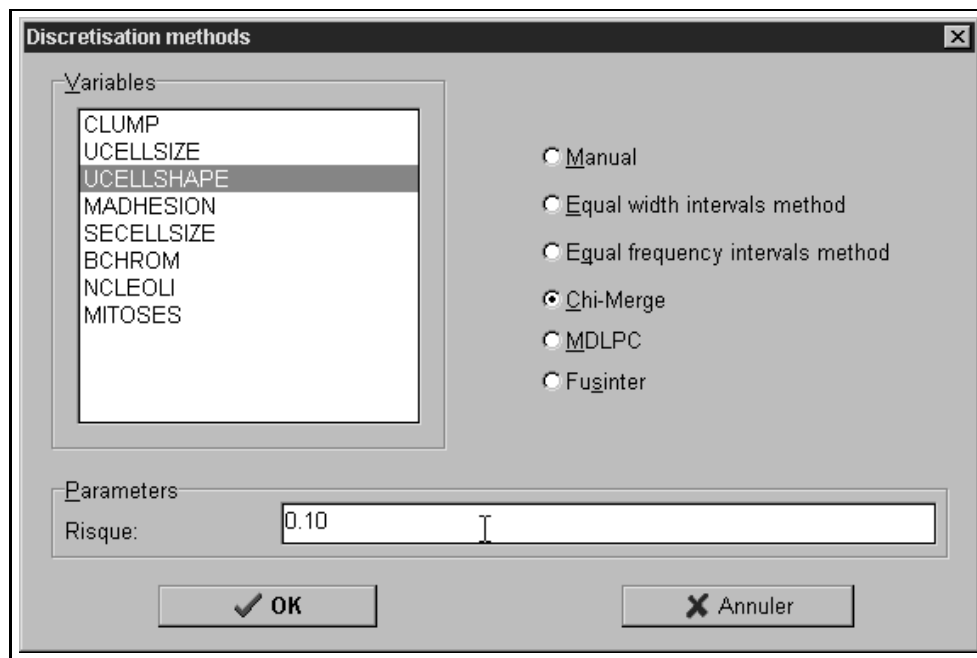 Discretisation methods
Variables
CLUMP
UCELLSIZE
UCELLSHAPE
MADHESION
SECELLSIZE
BCHROM
NCLEOLI
MITOSES
Manual
Equal width intervals method
Equal frequency intervals method
Chi-Merge
MDLPC
Fusinter
Parameters
Risque:
0.10
OK
Annuler